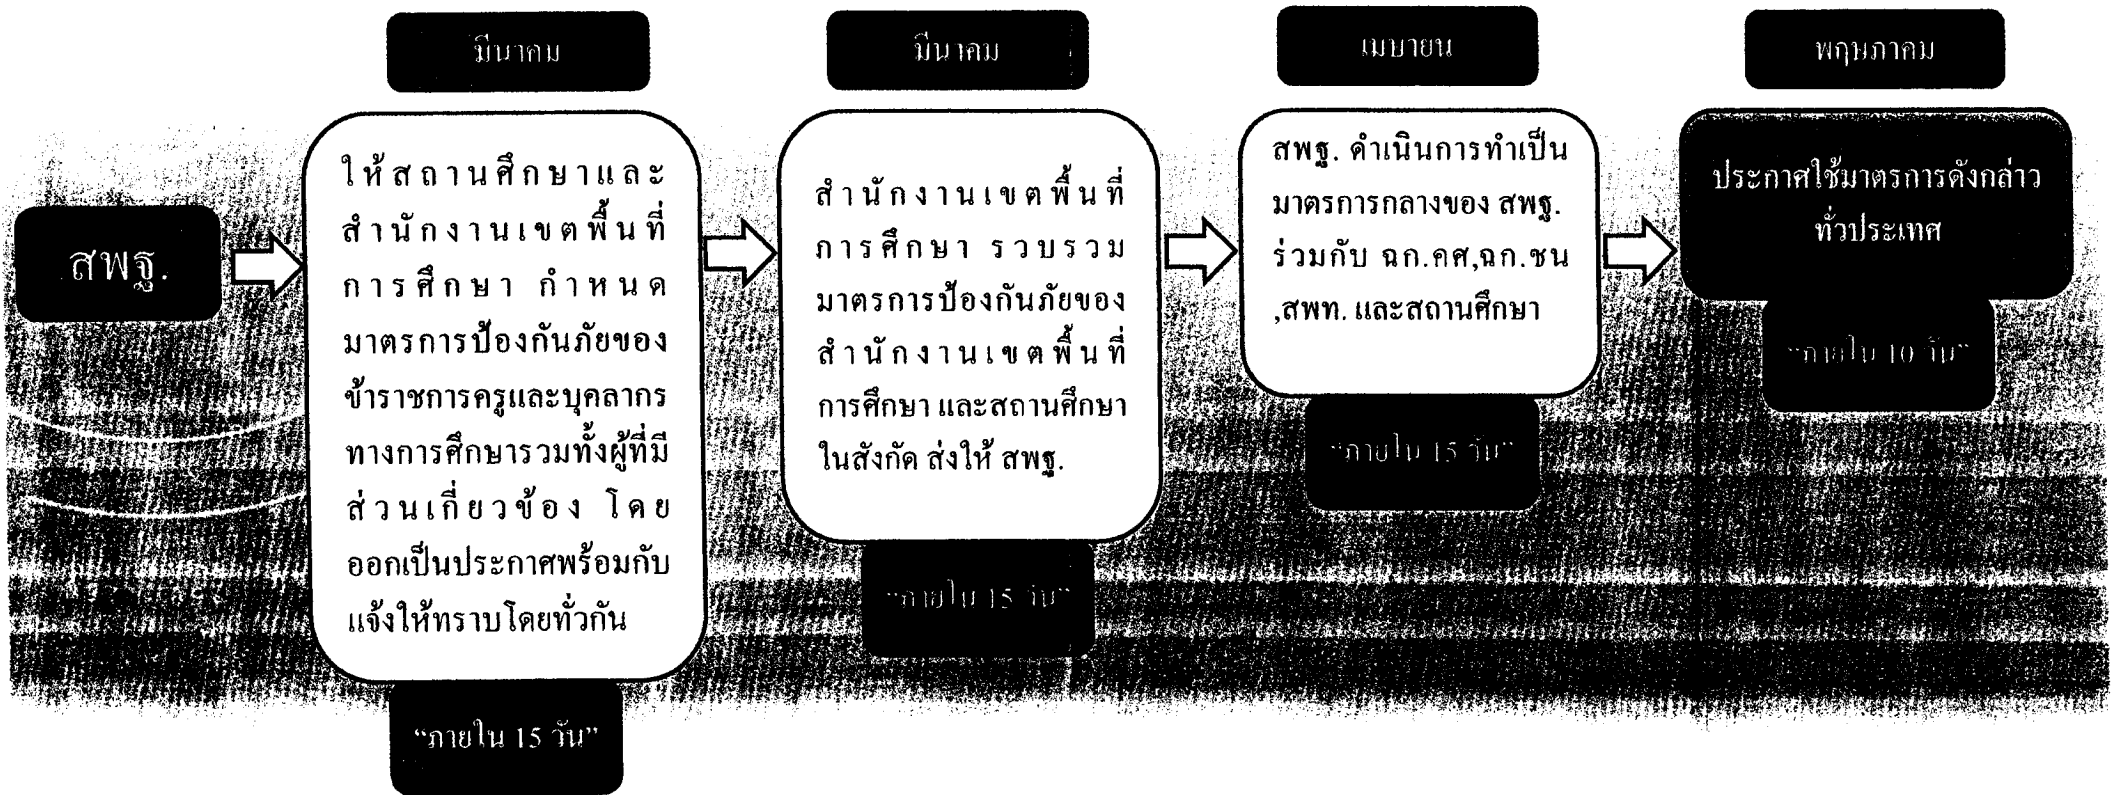 สพฐ.
มีนาคม
ให้สถานศึกษาและ
สำนักงานเขตพื้นที่
การศึกษา กำหนด
มาตรการป้องกันภัยของ
ข้าราชการครูและบุคลากร
ทางการศึกษารวมทั้งผู้ที่มี
ส่วนเกี่ยวข้อง โดย
ออกเป็นประกาศพร้อมกับ
แจ้งให้ทราบโดยทั่วกัน
“ภายใน 15 วัน”
มีนาคม
สำนักงานเขตพื้นที่
การศึกษา รวบรวม
มาตรการป้องกันภัยของ
สำนักงานเขตพื้นที่
การศึกษา และสถานศึกษา
ในสังกัด ส่งให้ สพฐ.
“ภายใน 15 วัน”
เมษายน
สพฐ. ดำเนินการทำเป็น
มาตรการกลางของ สพฐ.
ร่วมกับ ฉก.คศ,ฉก.ชน
,สพท. และสถานศึกษา
“ภายใน 15 วัน”
พฤษภาคม
ประกาศใช้มาตรการดังกล่าว
ทั่วประเทศ
“ภายใน 10 วัน”